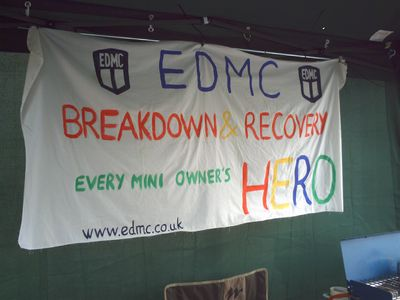 EDMC EDMC EDMC
BREAKDOWN & RECOVERY
EVERY MINI OWNER'S HERO
www.edmc.co.uk